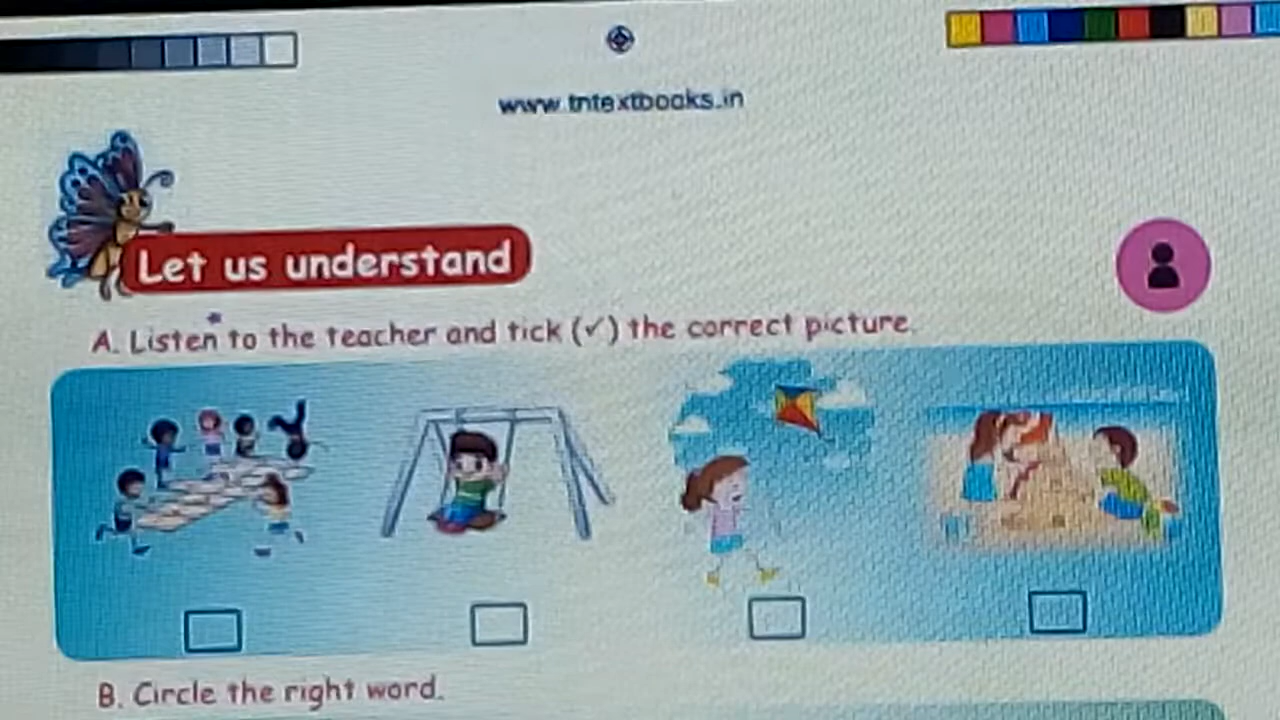 www.tntextbooks.in
Let us understand
A. Listen to the teacher and tick (✓) the correct picture.
B. Circle the right word.